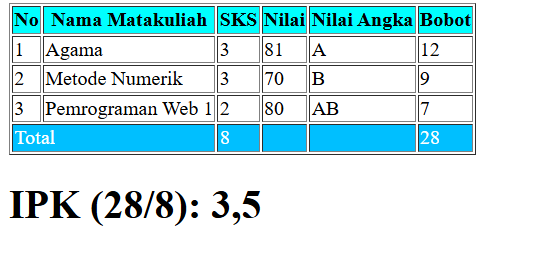 No Nama Matakuliah SKS Nilai Nilai Angka Bobot
1 Agama 3 81 A 12
2 Metode Numerik 3 70 B 9
3 Pemrograman Web 1 2 80 AB 7
Total 8 28
IPK (28/8): 3,5